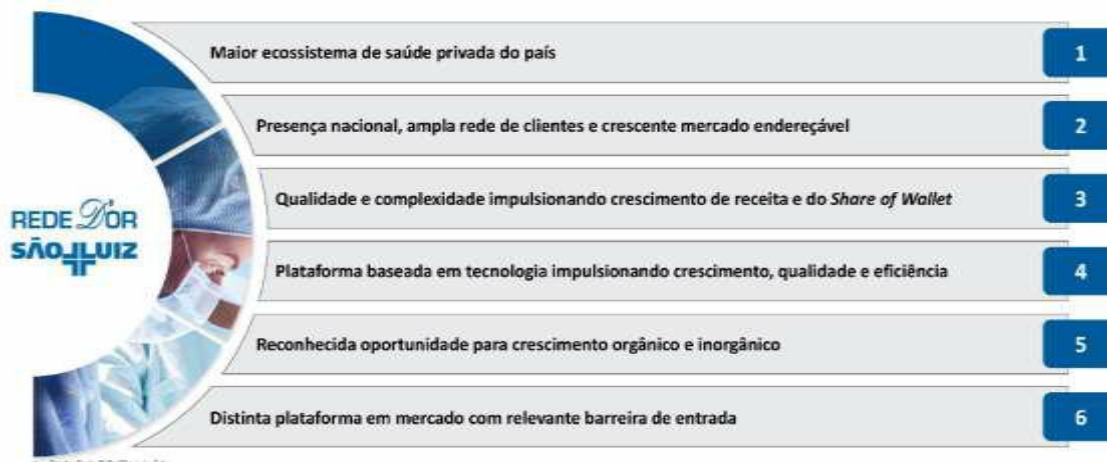 Maior ecossistema de saúde privada do país
1
Presença nacional, ampla rede de clientes e crescente mercado endereçável
2
Qualidade e complexidade impulsionando crescimento de receita e do Share of Wallet
3
REDE D'OR
SÃO LUIZ
Plataforma baseada em tecnologia impulsionando crescimento, qualidade e eficiência
4
Reconhecida oportunidade para crescimento orgânico e inorgânico
5
Distinta plataforma em mercado com relevante barreira de entrada
6